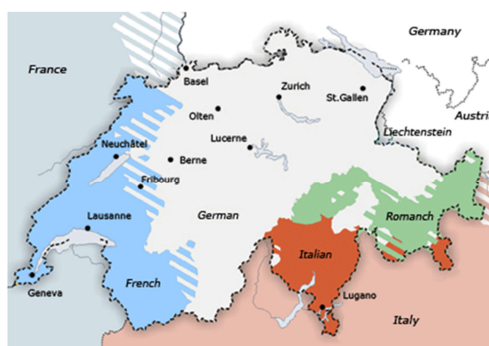 Germany
France
Basel
Zurich
St.Gallen
Olten
Austri
Liechtenstein
Neuchâtel
Lucerne
Berne
Fribourg
Lausanne
German
Romanch
Italian
French
Geneva
Lugano
Italy